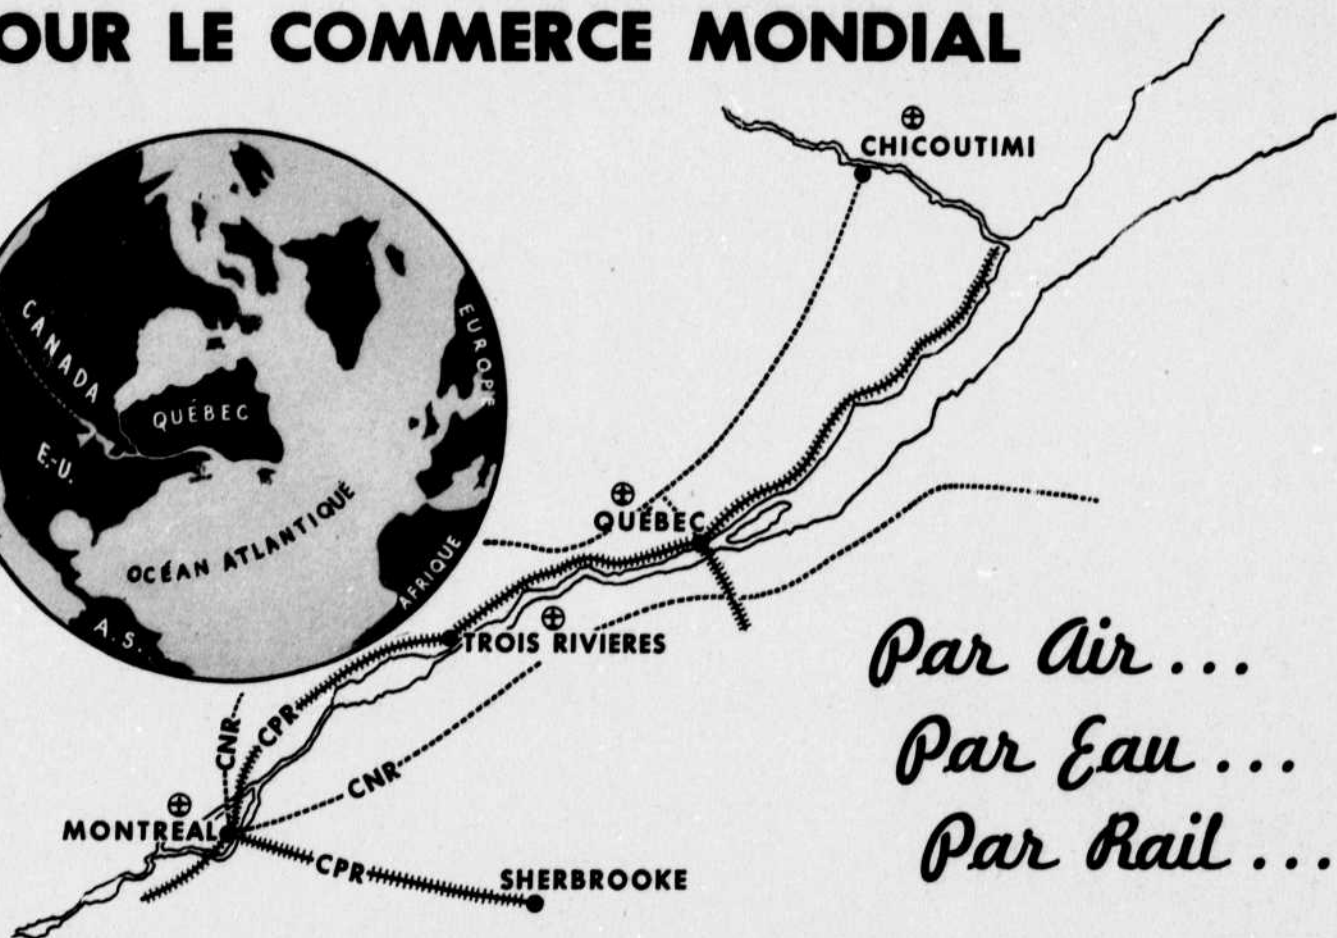 OUR LE COMMERCE MONDIAL
CHICOUTIMI
CANADA
EUROPE
QUÉBEC
E.-U.
OCÉAN ATLANTIQUE
AFRIQUE
A. S.
QUÉBEC
TROIS RIVIERES
CNR
CPR
CNR
MONTREAL
CPR
SHERBROOKE
Par Air...
Par Eau...
Par Rail...